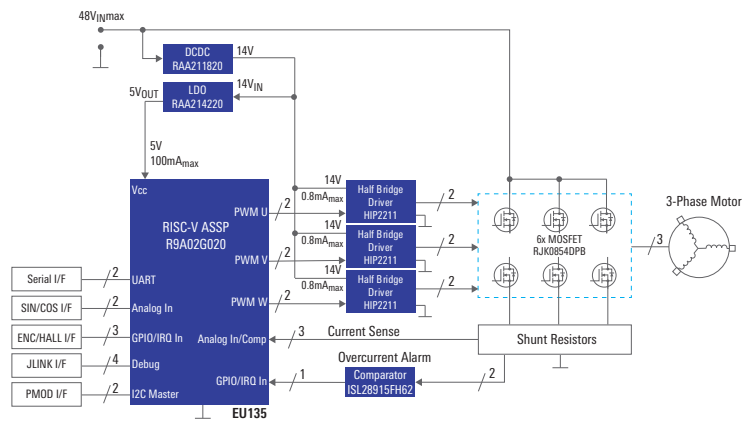 48VINmax
DCDC
RAA211820
14V
LDO
RAA214220
14VIN
5VOUT
5V
100mAmax
Vcc
RISC-V ASSP
R9A02G020
PWM U
2
PWM V
2
PWM W
2
14V
0.8mAmax
Half Bridge
Driver
HIP2211
2
14V
0.8mAmax
Half Bridge
Driver
HIP2211
2
14V
0.8mAmax
Half Bridge
Driver
HIP2211
2
6x MOSFET
RJK0854DPB
3
3-Phase Motor
Serial I/F
2
UART
SIN/COS I/F
2
Analog In
ENC/HALL I/F
3
GPIO/IRQ In
JLINK I/F
4
Debug
PMOD I/F
2
I2C Master
Analog In/Comp
3
Current Sense
Shunt Resistors
GPIO/IRQ In
1
Overcurrent Alarm
Comparator
ISL28915FH62
2
EU135